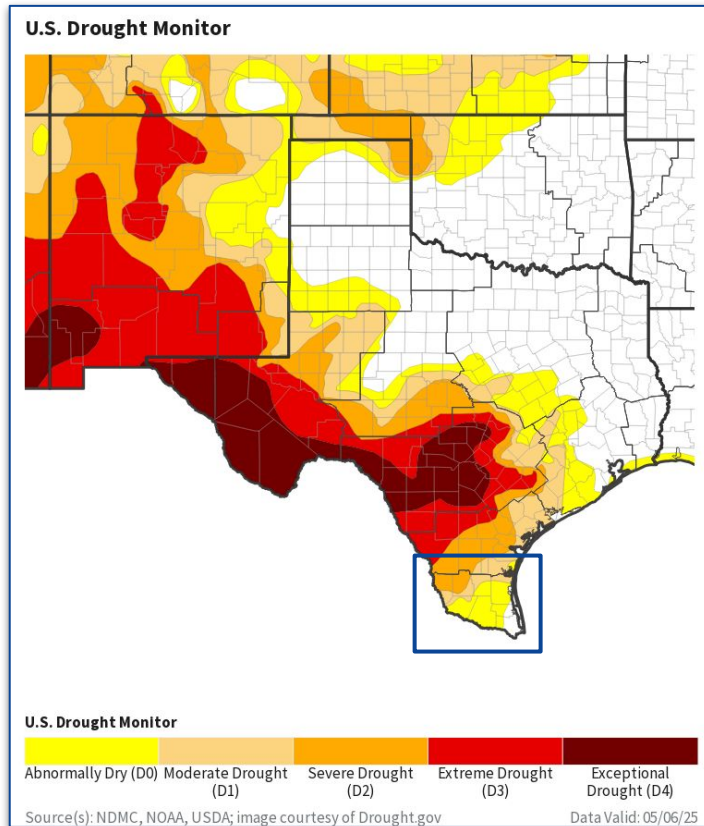 U.S. Drought Monitor
U.S. Drought Monitor
Abnormally Dry (D0)
Moderate Drought
(D1)
Severe Drought
(D2)
Extreme Drought
(D3)
Exceptional
Drought (D4)
Source(s): NDMC, NOAA, USDA; image courtesy of Drought.gov
Data Valid: 05/06/25